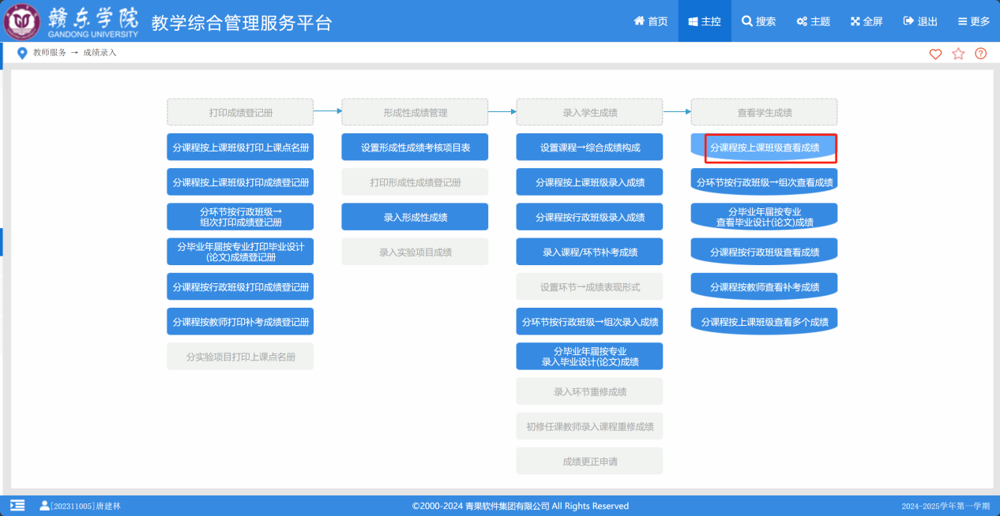 赣东学院
GANDONG UNIVERSITY
教学综合管理服务平台
首页
主控
搜索
主题
全屏
退出
更多
教师服务 → 成绩录入
打印成绩登记册
形成性成绩管理
录入学生成绩
查看学生成绩
分课程按上课班级打印上课点名册
设置形成性成绩考核项目表
设置课程→综合成绩构成
分课程按上课班级查看成绩
分课程按上课班级打印成绩登记册
打印形成性成绩登记册
分课程按上课班级录入成绩
分环节按行政班级→组次查看成绩
分环节按行政班级→
组次打印成绩登记册
录入形成性成绩
分课程按行政班级录入成绩
分毕业年届按专业
查看毕业设计(论文)成绩
分毕业年届按专业打印毕业设计
(论文)成绩登记册
录入实验项目成绩
录入课程/环节补考成绩
分课程按行政班级查看成绩
分课程按行政班级打印成绩登记册
设置环节→成绩表现形式
分课程按教师查看补考成绩
分课程按教师打印补考成绩登记册
分环节按行政班级→组次录入成绩
分课程按上课班级查看多个成绩
分实验项目打印上课点名册
分毕业年届按专业
录入毕业设计(论文)成绩
录入环节重修成绩
初修任课教师录入课程重修成绩
成绩更正申请
[202311005]唐建林
©2000-2024 青果软件集团有限公司 All Rights Reserved
2024-2025学年第一学期